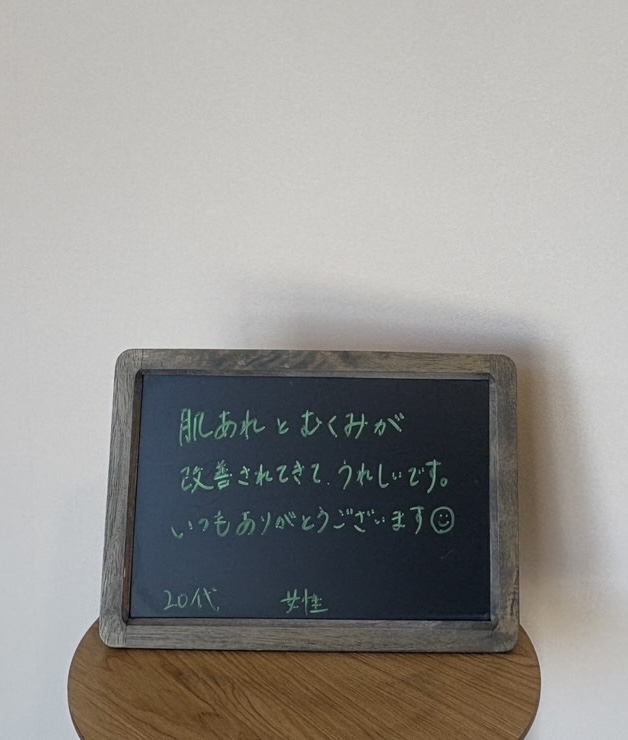 肌あれとむくみが
改善されてきて、うれしいです。
いつもありがとうございます☺
20代 女性